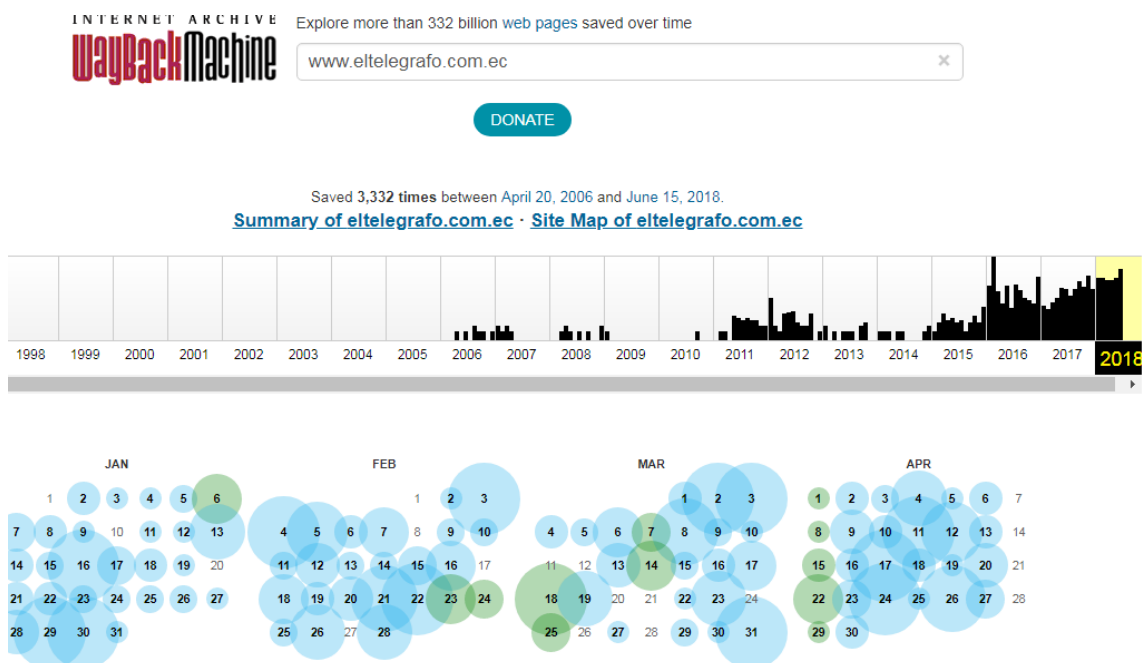 INTERNET ARCHIVE
WayBackMachine
Explore more than 332 billion web pages saved over time
www.eltelegrafo.com.ec ×
DONATE
Saved 3,332 times between April 20, 2006 and June 15, 2018.
Summary of eltelegrafo.com.ec · Site Map of eltelegrafo.com.ec
1998 1999 2000 2001 2002 2003 2004 2005 2006 2007 2008 2009 2010 2011 2012 2013 2014 2015 2016 2017 2018
JAN FEB MAR APR
1 2 3 4 5 6 1 2 3 1 2 3 1 2 3 4 5 6 7
7 8 9 10 11 12 13 4 5 6 7 8 9 10 4 5 6 7 8 9 10 8 9 10 11 12 13 14
14 15 16 17 18 19 20 11 12 13 14 15 16 17 11 12 13 14 15 16 17 15 16 17 18 19 20 21
21 22 23 24 25 26 27 18 19 20 21 22 23 24 18 19 20 21 22 23 24 22 23 24 25 26 27 28
28 29 30 31 25 26 27 28 25 26 27 28 29 30 31 29 30